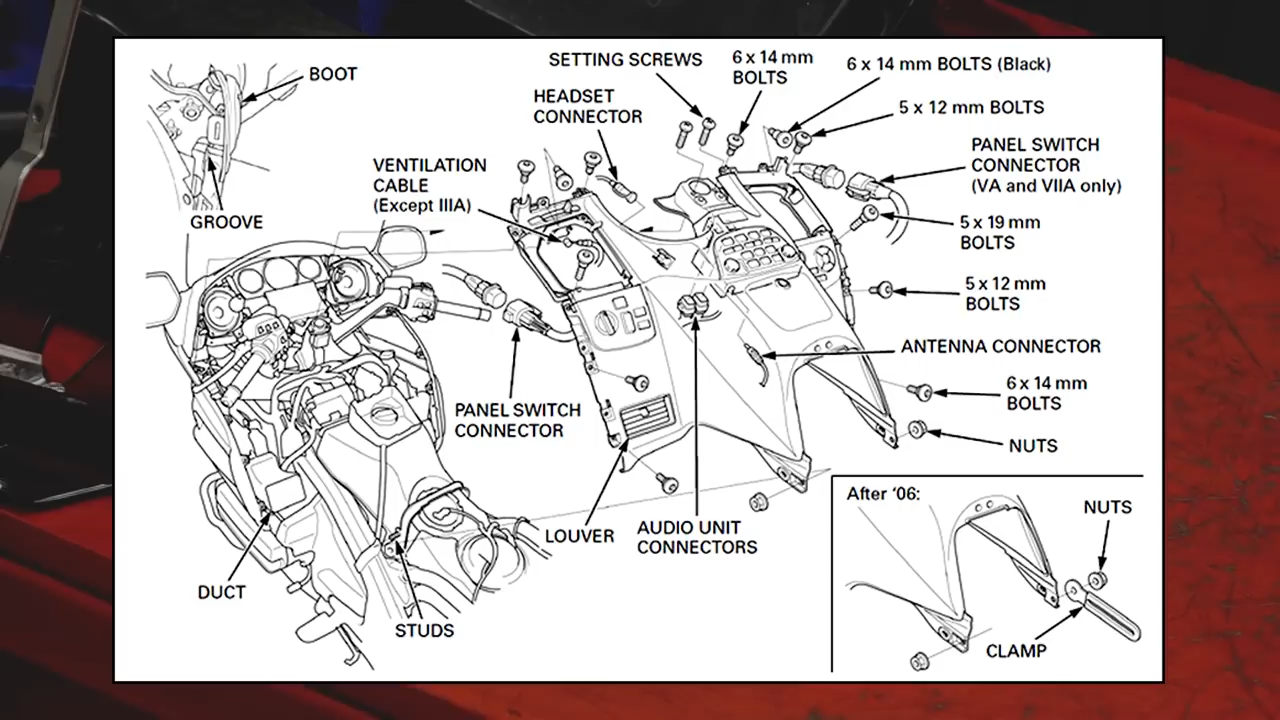 BOOT
GROOVE
VENTILATION
CABLE
(Except IIIA)
HEADSET
CONNECTOR
SETTING SCREWS
6 x 14 mm
BOLTS
6 x 14 mm BOLTS (Black)
5 x 12 mm BOLTS
PANEL SWITCH
CONNECTOR
(VA and VIIA only)
5 x 19 mm
BOLTS
5 x 12 mm
BOLTS
ANTENNA CONNECTOR
6 x 14 mm
BOLTS
NUTS
PANEL SWITCH
CONNECTOR
LOUVER
AUDIO UNIT
CONNECTORS
DUCT
STUDS
After ‘06:
NUTS
CLAMP